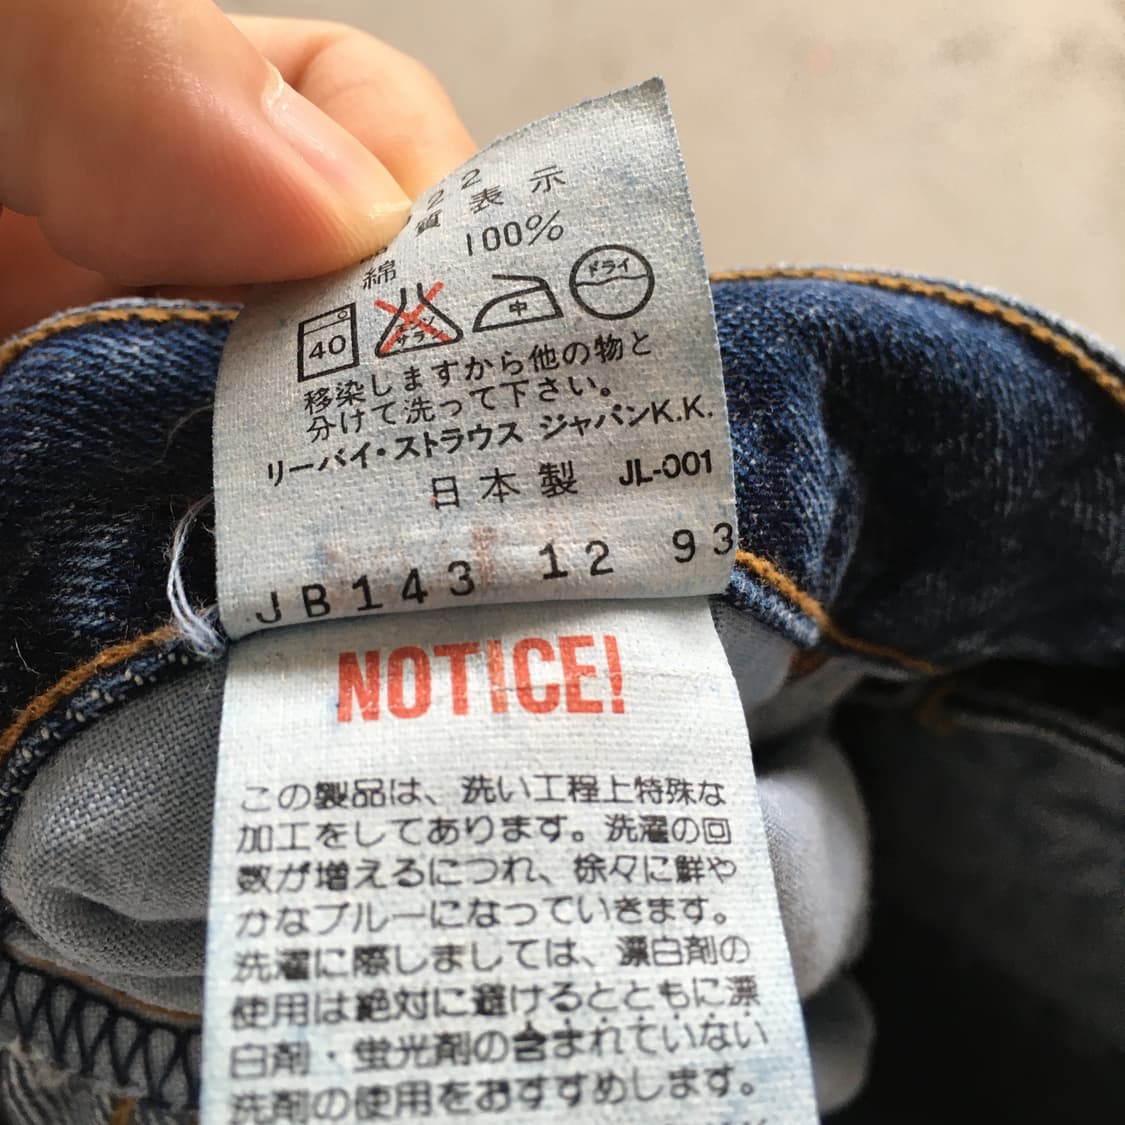 22
質表示
綿 100%
40
エンソ
サラシ
中
ドライ
移染しますから他の物と
分けて洗って下さい。
リーバイ・ストラウス ジャパンK.K.
日本製 JL-001
JB143 12 93
NOTICE!
この製品は、洗い工程上特殊な
加工をしてあります。洗濯の回
数が増えるにつれ、徐々に鮮や
かなブルーになっていきます。
洗濯に際しましては、漂白剤の
使用は絶対に避けるとともに漂
白剤・蛍光剤の含まれていない
洗剤の使用をおすすめします。